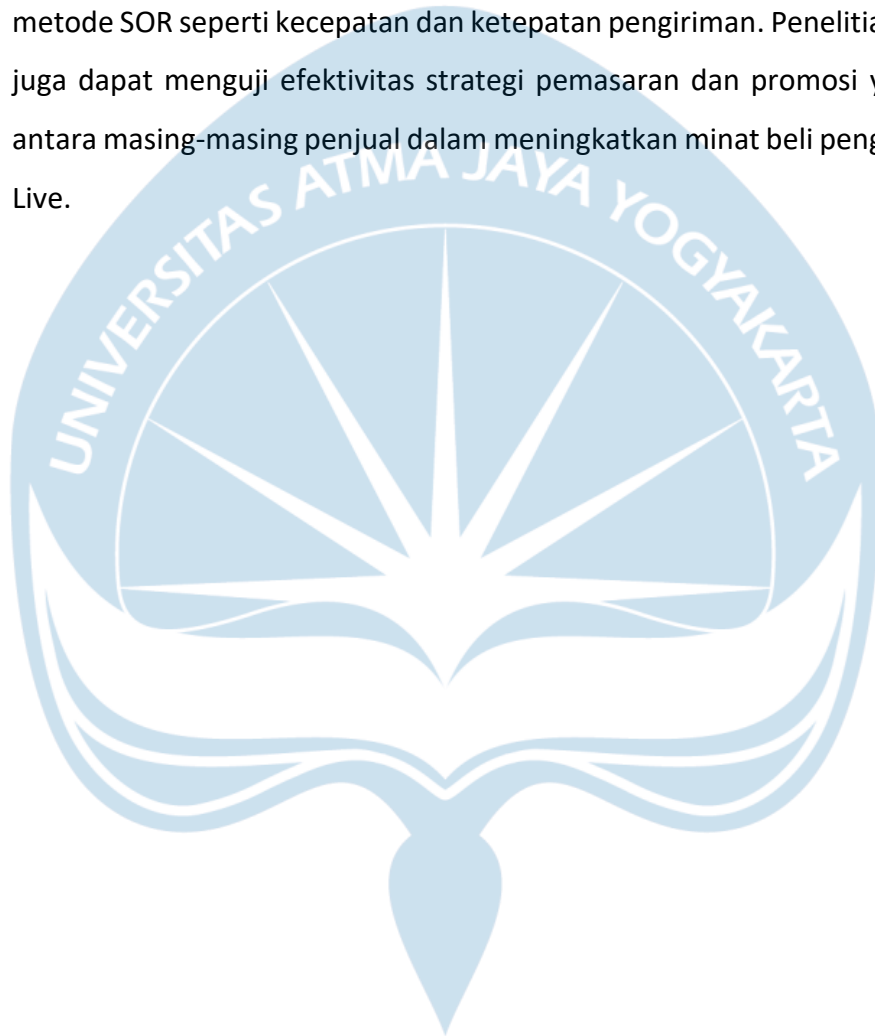 metode SOR seperti kecepatan dan ketepatan pengiriman.
juga dapat menguji efektivitas strategi pemasaran dan promosi
antara masing-masing penjual dalam meningkatkan minat beli
Live.
UNIVERSITAS ATMA JAYA YOGYAKARTA